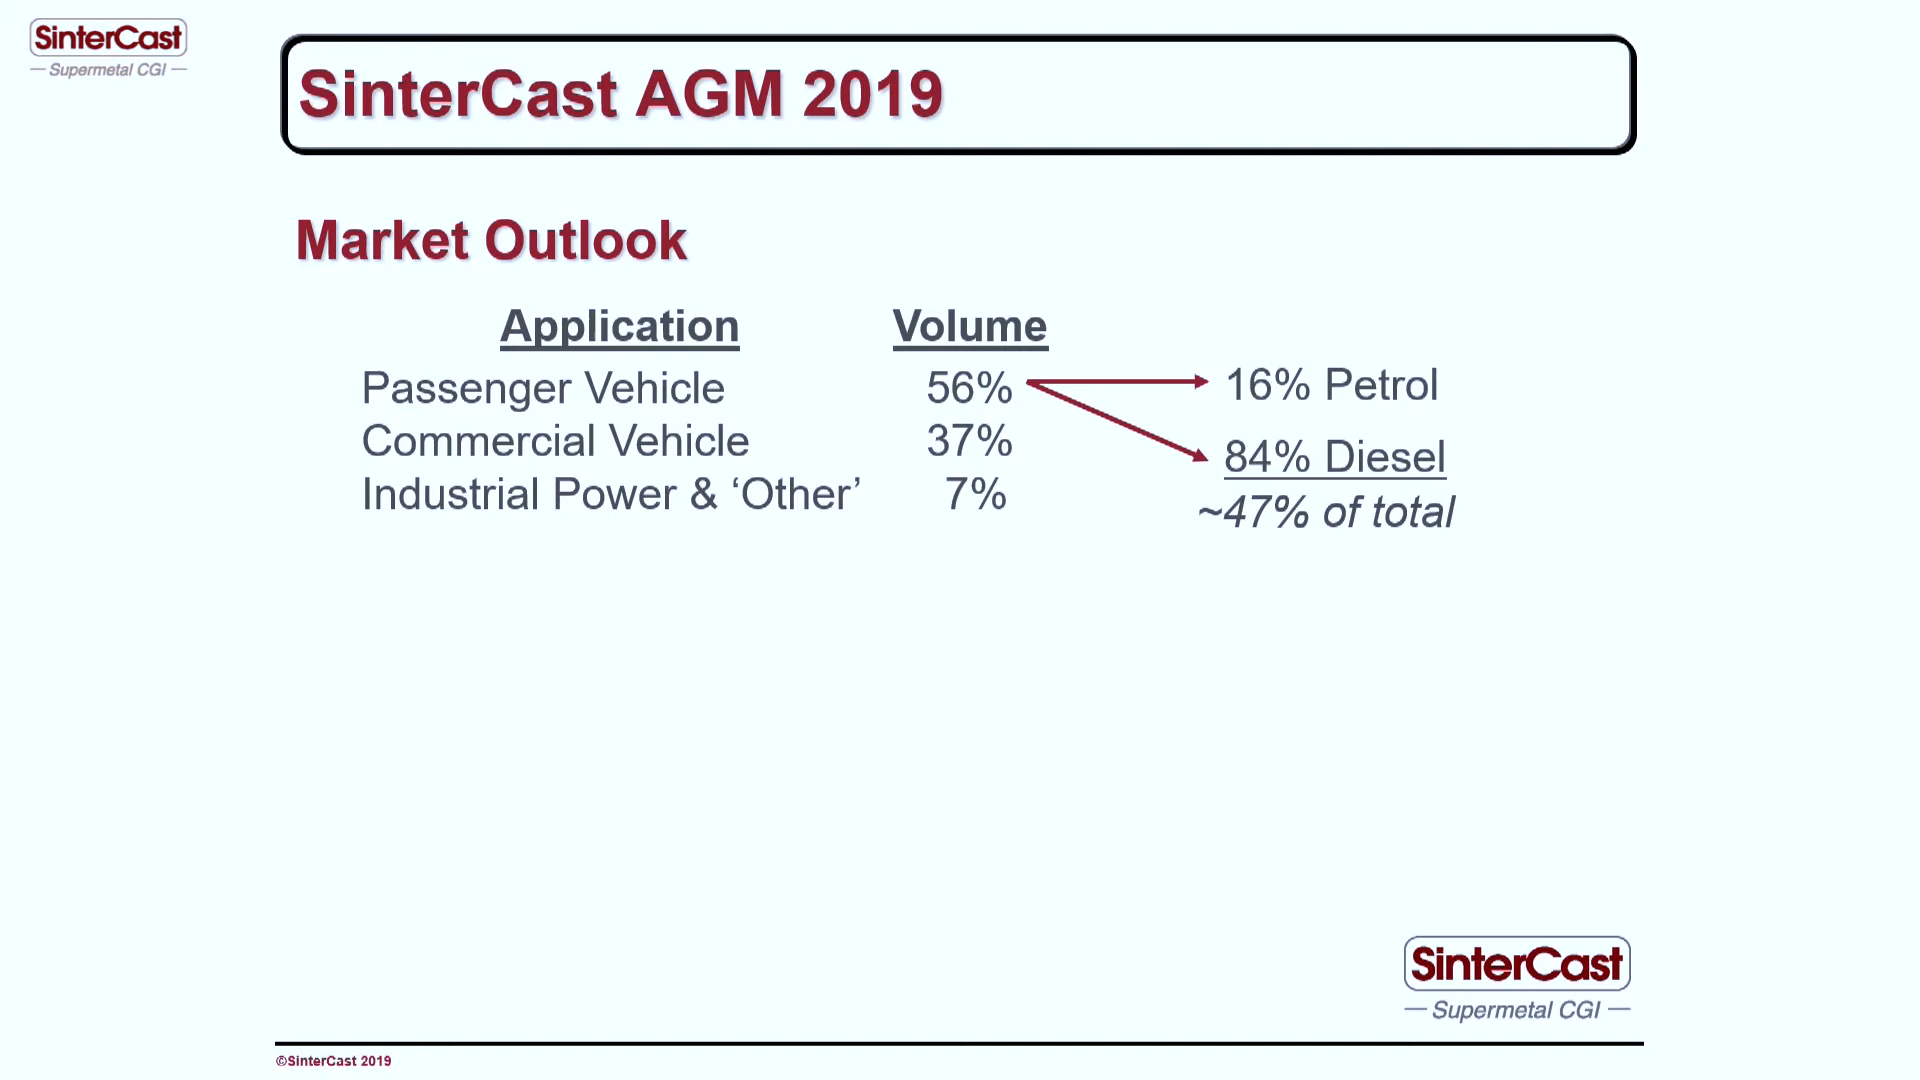 SinterCast
— Supermetal CGI —
SinterCast AGM 2019
Market Outlook
Application Volume
Passenger Vehicle 56% 16% Petrol
Commercial Vehicle 37% 84% Diesel
Industrial Power & ‘Other’ 7% ~47% of total
SinterCast
— Supermetal CGI —
©SinterCast 2019